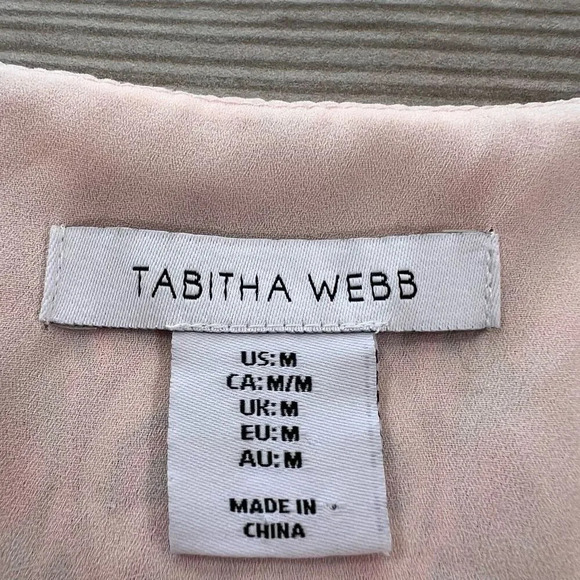 TABITHA WEBB
US:M
CA:M/M
UK:M
EU:M
AU:M
MADE IN
CHINA